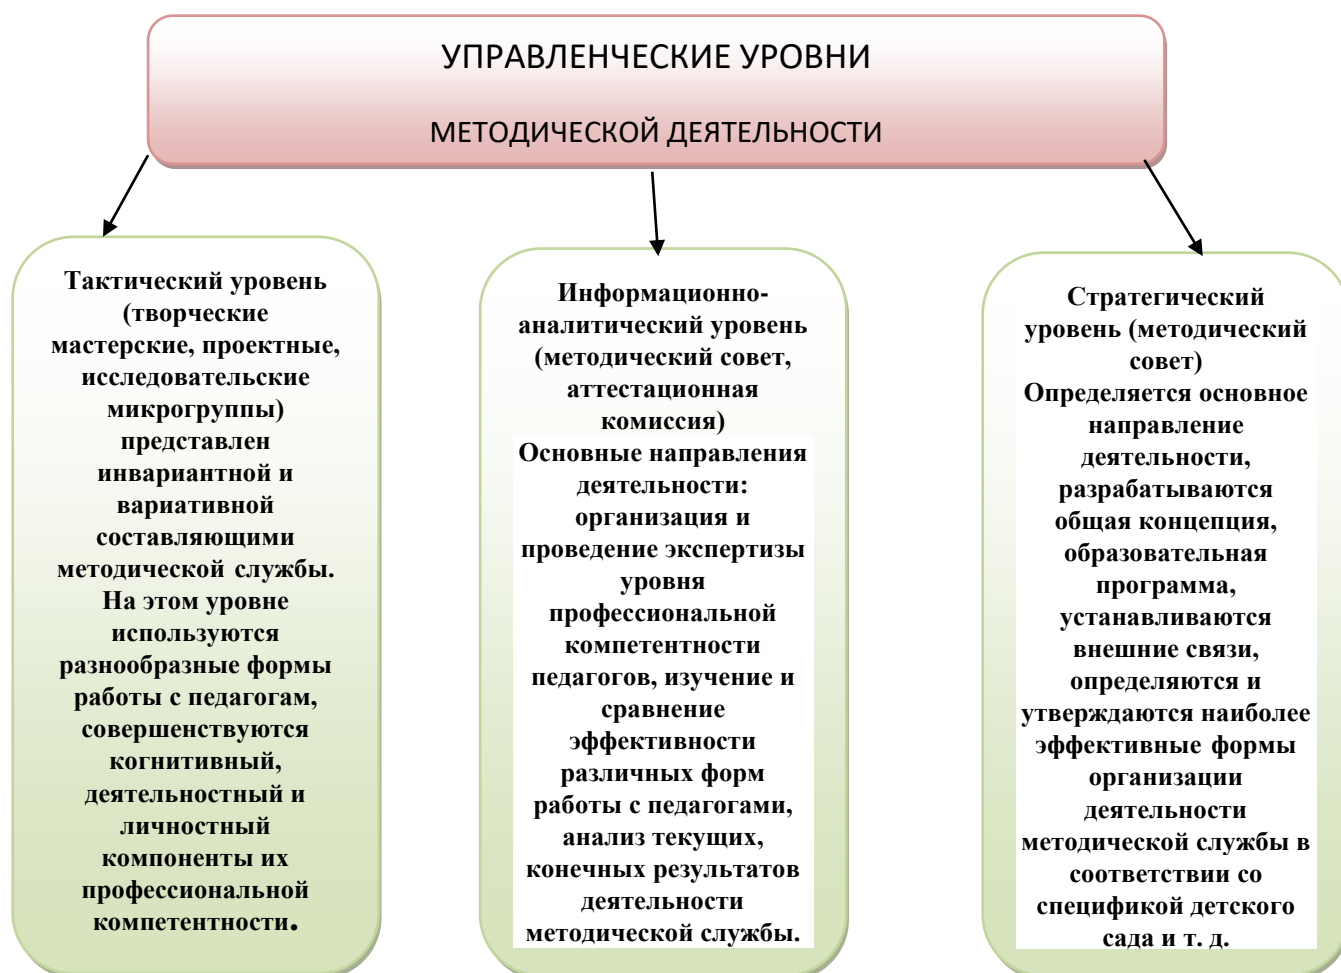 УПРАВЛЕНЧЕСКИЕ УРОВНИ
МЕТОДИЧЕСКОЙ ДЕЯТЕЛЬНОСТИ
Тактический уровень
(творческие
мастерские, проектные,
исследовательские
микрогруппы)
представлен
инвариантной и
вариативной
составляющими
методической службы.
На этом уровне
используются
разнообразные формы
работы с педагогам,
совершенствуются
когнитивный,
деятельностный и
личностный
компоненты их
профессиональной
компетентности.
Информационно-
аналитический уровень
(методический совет,
аттестационная
комиссия)
Основные направления
деятельности:
организация и
проведение экспертизы
уровня
профессиональной
компетентности
педагогов, изучение и
сравнение
эффективности
различных форм
работы с педагогами,
анализ текущих,
конечных результатов
деятельности
методической службы.
Стратегический
уровень (методический
совет)
Определяется основное
направление
деятельности,
разрабатываются
общая концепция,
образовательная
программа,
устанавливаются
внешние связи,
определяются и
утверждаются наиболее
эффективные формы
организации
деятельности
методической службы в
соответствии со
спецификой детского
сада и т. д.